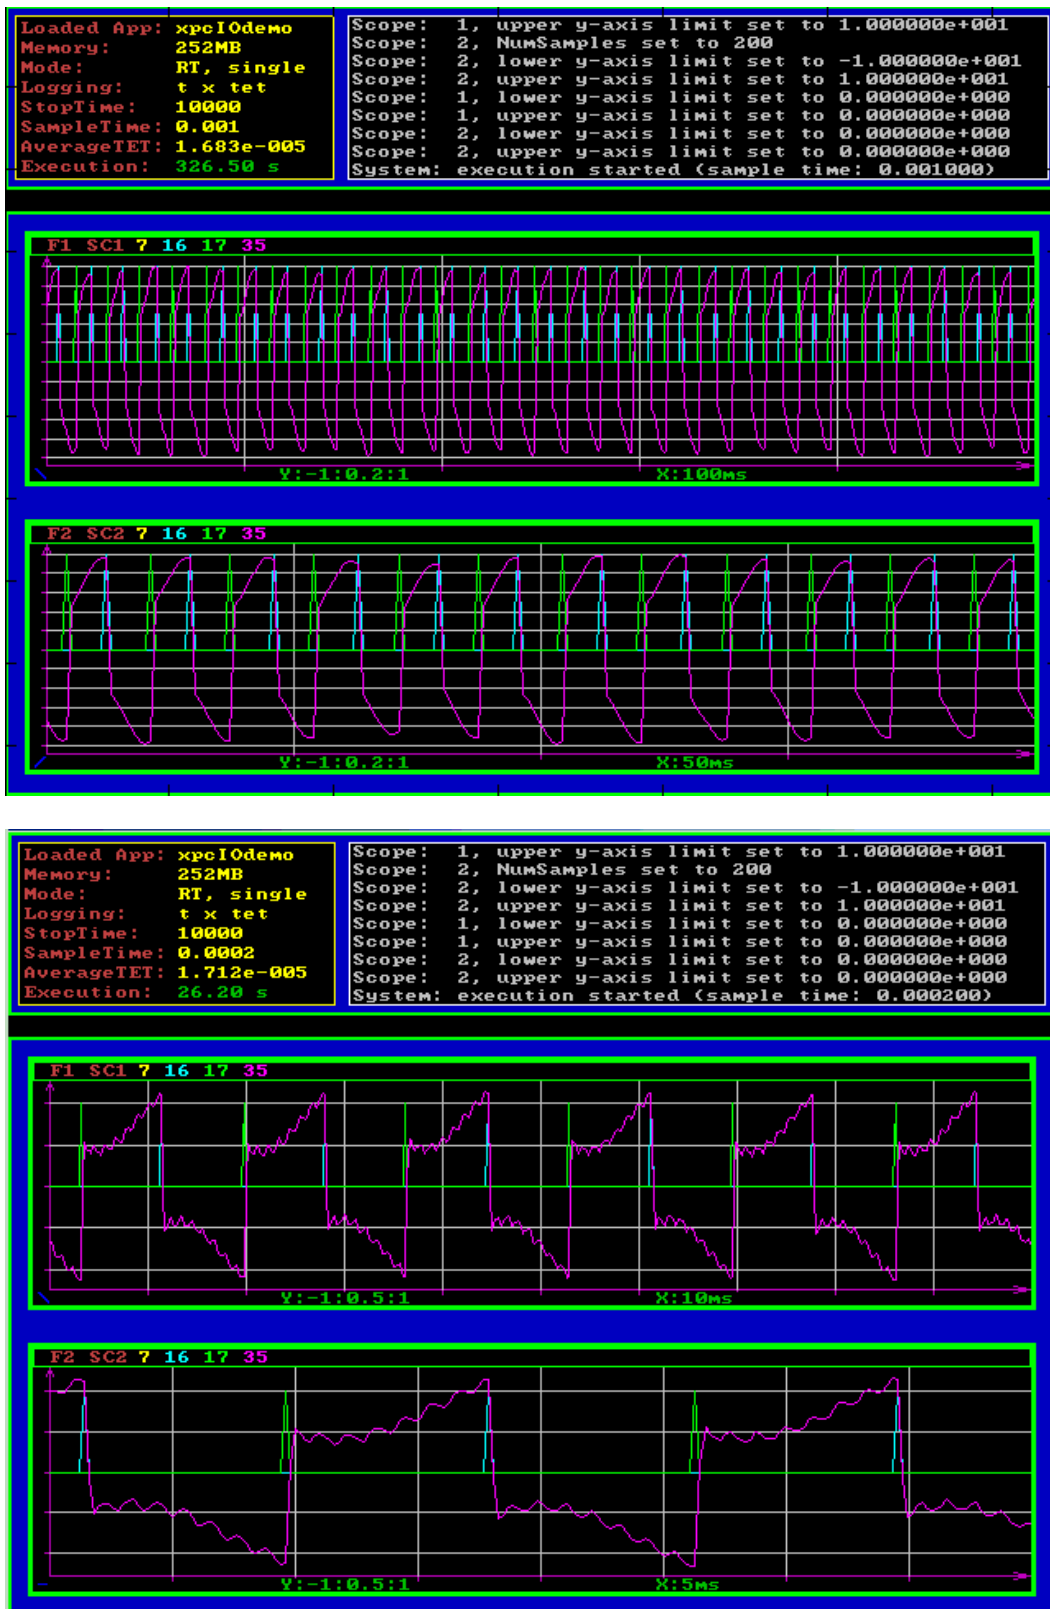 Loaded App: xpcIOdemo
Memory: 252MB
Mode: RT, single
Logging: t x tet
StopTime: 10000
SampleTime: 0.001
AverageTET: 1.683e-005
Execution: 326.50 s
Scope: 1, upper y-axis limit set to 1.000000e+001
Scope: 2, NumSamples set to 200
Scope: 2, lower y-axis limit set to -1.000000e+001
Scope: 2, upper y-axis limit set to 1.000000e+001
Scope: 1, lower y-axis limit set to 0.000000e+000
Scope: 1, upper y-axis limit set to 0.000000e+000
Scope: 2, lower y-axis limit set to 0.000000e+000
Scope: 2, upper y-axis limit set to 0.000000e+000
System: execution started (sample time: 0.001000)
F1 SC1 7 16 17 35
Y:-1:0.2:1 X:100ms
F2 SC2 7 16 17 35
Y:-1:0.2:1 X:50ms
Loaded App: xpcIOdemo
Memory: 252MB
Mode: RT, single
Logging: t x tet
StopTime: 10000
SampleTime: 0.0002
AverageTET: 1.712e-005
Execution: 26.20 s
Scope: 1, upper y-axis limit set to 1.000000e+001
Scope: 2, NumSamples set to 200
Scope: 2, lower y-axis limit set to -1.000000e+001
Scope: 2, upper y-axis limit set to 1.000000e+001
Scope: 1, lower y-axis limit set to 0.000000e+000
Scope: 1, upper y-axis limit set to 0.000000e+000
Scope: 2, lower y-axis limit set to 0.000000e+000
Scope: 2, upper y-axis limit set to 0.000000e+000
System: execution started (sample time: 0.000200)
F1 SC1 7 16 17 35
Y:-1:0.5:1 X:10ms
F2 SC2 7 16 17 35
Y:-1:0.5:1 X:5ms